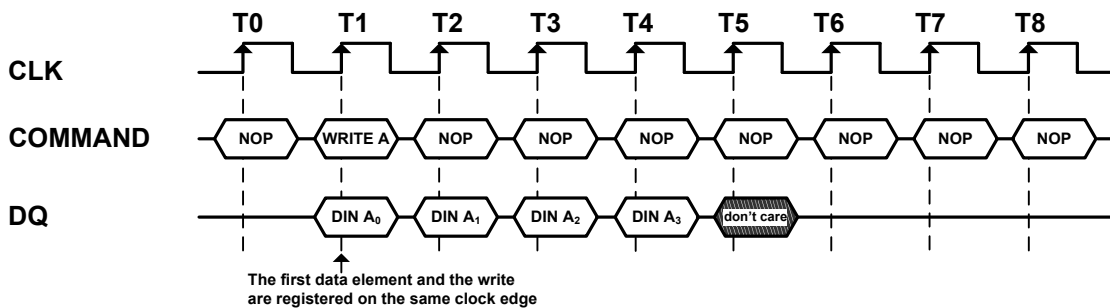 T0 T1 T2 T3 T4 T5 T6 T7 T8
CLK
COMMAND NOP WRITE A NOP NOP NOP NOP NOP NOP NOP
DQ DIN A₀ DIN A₁ DIN A₂ DIN A₃ don't care
The first data element and the write
are registered on the same clock edge